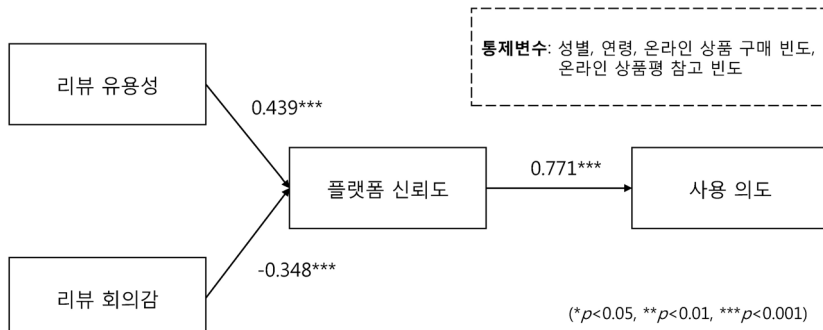 통제변수: 성별, 연령, 온라인 상품 구매 빈도,
온라인 상품평 참고 빈도
리뷰 유용성
0.439***
플랫폼 신뢰도
0.771***
사용 의도
-0.348***
리뷰 회의감
(*p<0.05, **p<0.01, ***p<0.001)